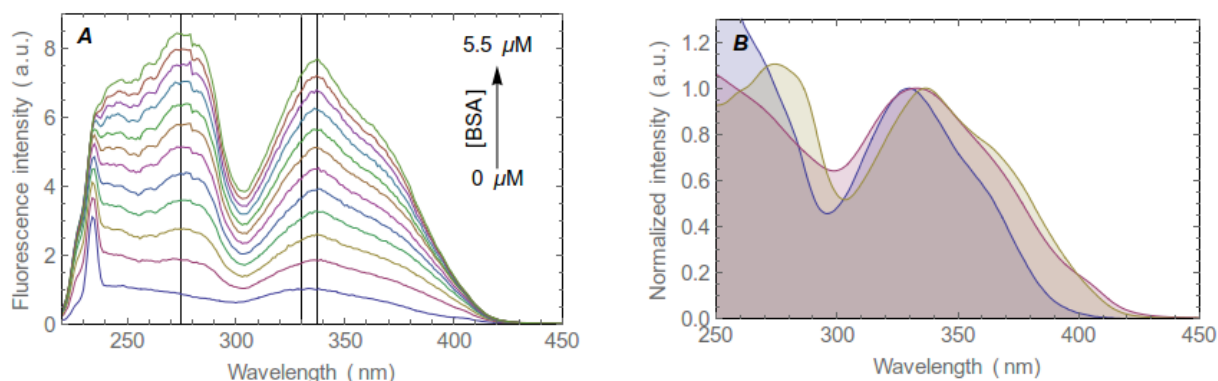 A
5.5 μM
[BSA]
0 μM
Fluorescence intensity ( a.u.)
8
6
4
2
0
250 300 350 400 450
Wavelength ( nm)
B
Normalized intensity ( a.u.)
1.2
1.0
0.8
0.6
0.4
0.2
0.0
250 300 350 400 450
Wavelength ( nm)